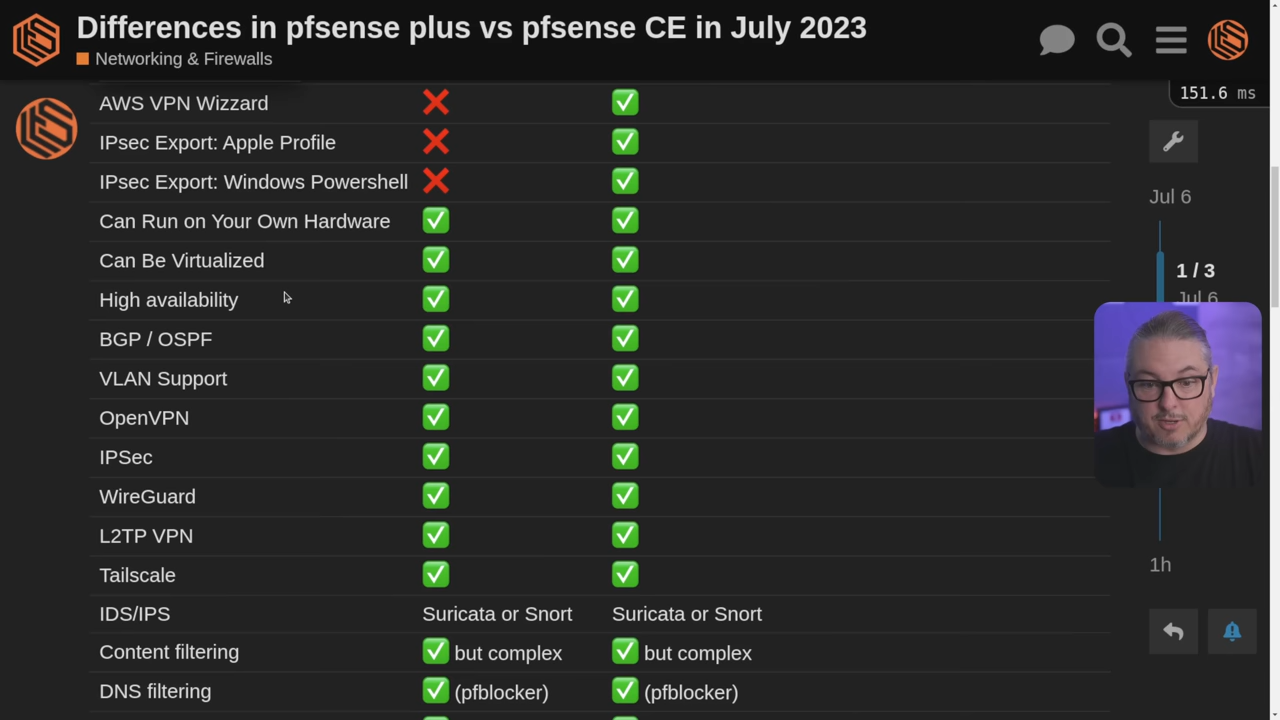 Differences in pfsense plus vs pfsense CE in July 2023
Networking & Firewalls
151.6 ms
AWS VPN Wizzard ❌ ✅
IPsec Export: Apple Profile ❌ ✅
IPsec Export: Windows Powershell ❌ ✅
Can Run on Your Own Hardware ✅ ✅
Can Be Virtualized ✅ ✅
High availability ✅ ✅
BGP / OSPF ✅ ✅
VLAN Support ✅ ✅
OpenVPN ✅ ✅
IPSec ✅ ✅
WireGuard ✅ ✅
L2TP VPN ✅ ✅
Tailscale ✅ ✅
IDS/IPS Suricata or Snort Suricata or Snort
Content filtering ✅ but complex ✅ but complex
DNS filtering ✅ (pfblocker) ✅ (pfblocker)
Jul 6
1 / 3
Jul 6
1h